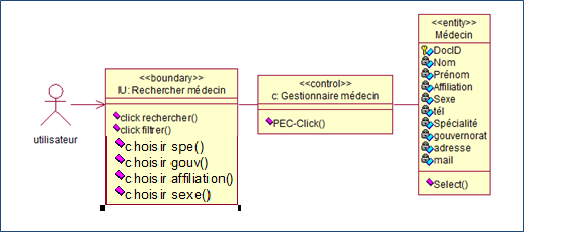 utilisateur
<<boundary>>
IU: Rechercher médecin
click rechercher()
click filtrer()
choisir spe()
choisir gouv()
choisir affiliation()
choisir sexe()
<<control>>
c: Gestionnaire médecin
PEC-Click()
<<entity>>
Médecin
DocID
Nom
Prénom
Affiliation
Sexe
tél
Spécialité
gouvernorat
adresse
mail
Select()